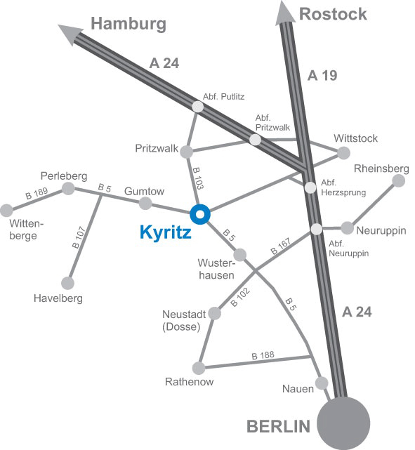 Rostock
Hamburg
A 24
A 19
Abf. Putlitz
Abf.
Pritzwalk
Wittstock
Pritzwalk
Rheinsberg
Perleberg
B 5
B 189
Gumtow
B 103
Abf.
Herzsprung
Witten-
berge
Kyritz
B 107
B 5
B 167
Neuruppin
Abf.
Neuruppin
Wuster-
hausen
Havelberg
B 102
B 5
A 24
Neustadt
(Dosse)
B 188
Rathenow
Nauen
BERLIN